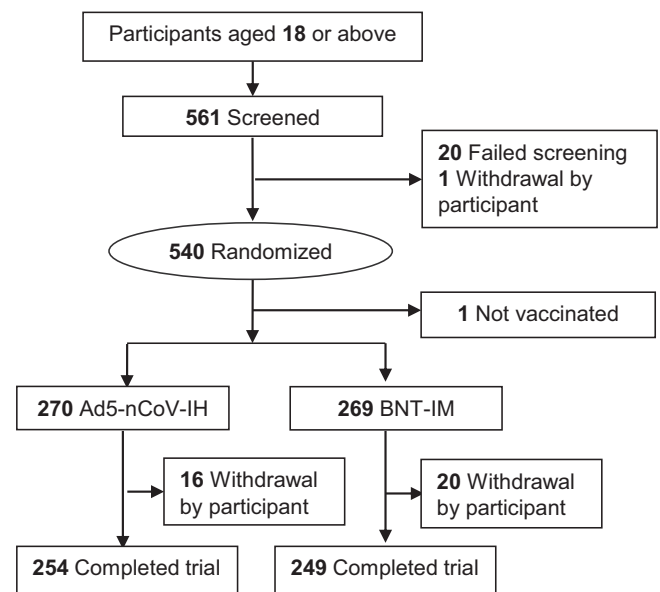 Participants aged 18 or above
561 Screened
20 Failed screening
1 Withdrawal by
participant
540 Randomized
1 Not vaccinated
270 Ad5-nCoV-IH
269 BNT-IM
16 Withdrawal
by participant
20 Withdrawal
by participant
254 Completed trial
249 Completed trial